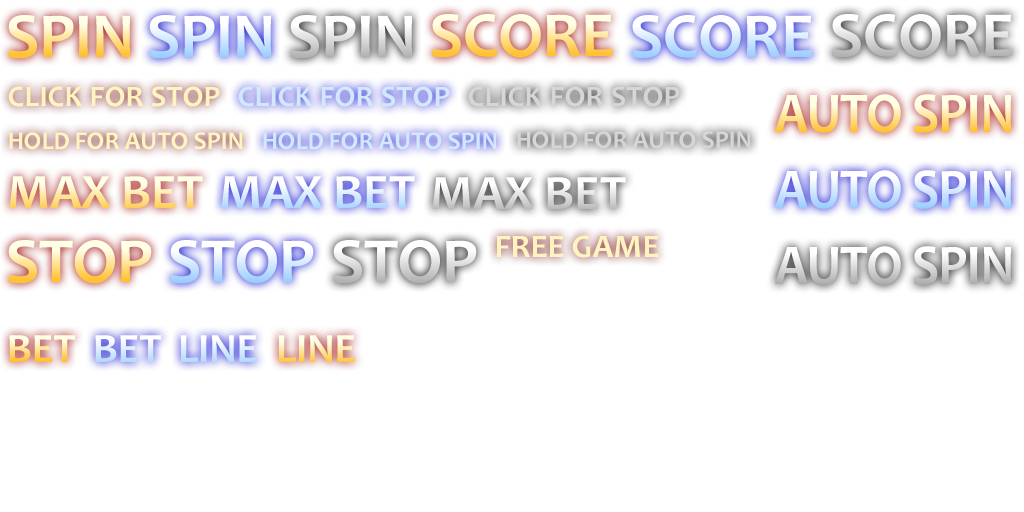 SPIN SPIN SPIN SCORE SCORE SCORE
CLICK FOR STOP CLICK FOR STOP CLICK FOR STOP
AUTO SPIN
HOLD FOR AUTO SPIN HOLD FOR AUTO SPIN HOLD FOR AUTO SPIN
MAX BET MAX BET MAX BET
AUTO SPIN
STOP STOP STOP FREE GAME
AUTO SPIN
BET BET LINE LINE